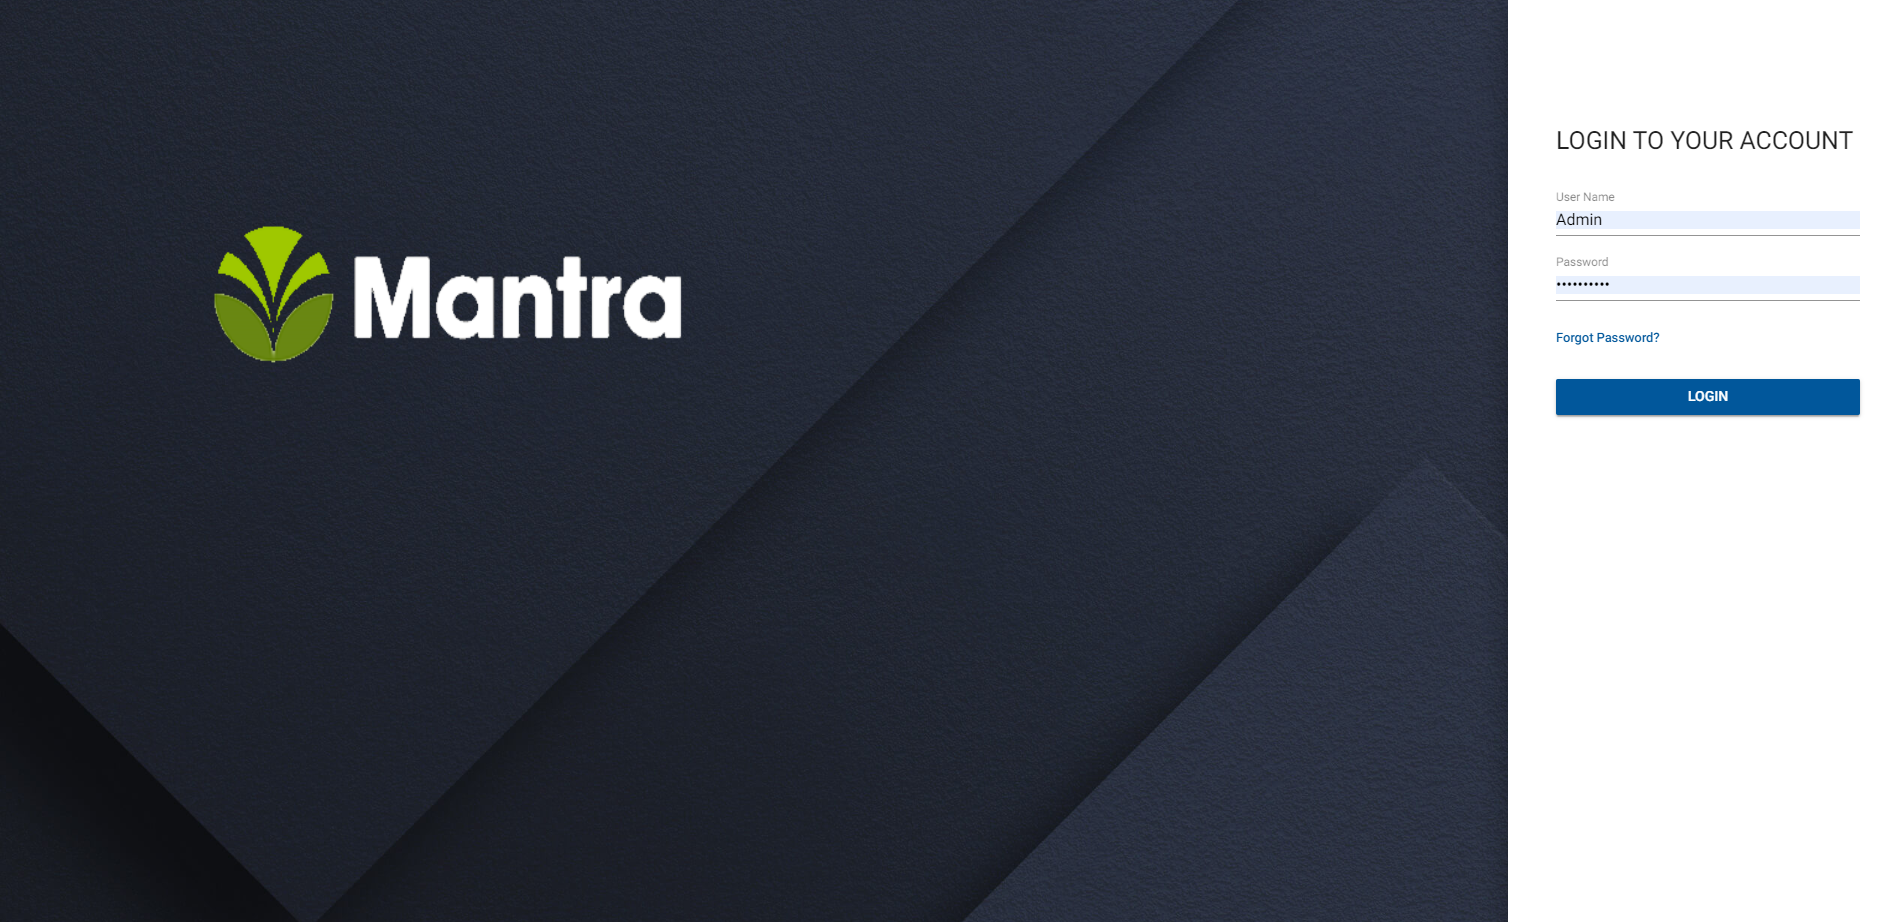 Mantra
LOGIN TO YOUR ACCOUNT
User Name
Admin
Password
••••••••••
Forgot Password?
LOGIN